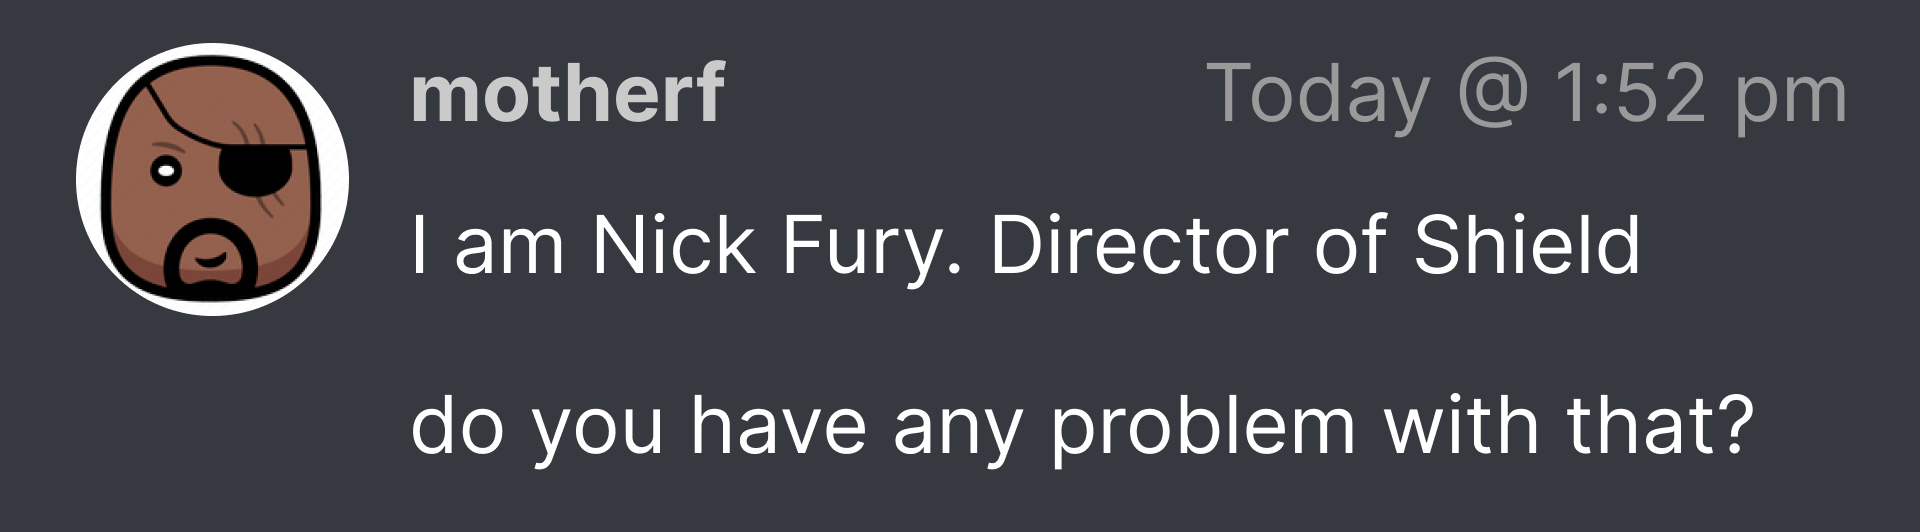 motherf
Today @ 1:52 pm
I am Nick Fury. Director of Shield
do you have any problem with that?